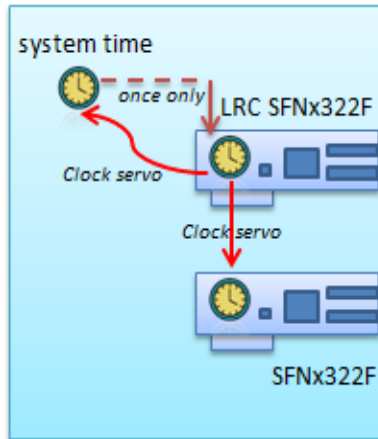 system time
once only
LRC SFNx322F
Clock servo
Clock servo
SFNx322F